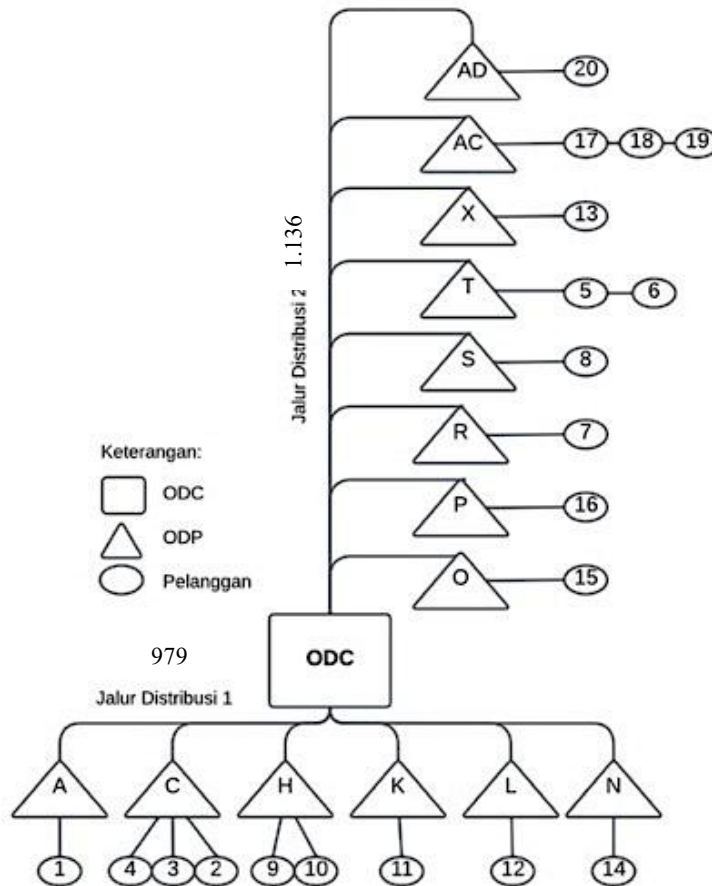 AD
20
AC
17 18 19
X
13
1.136
Jalur Distribusi 2
T
5 6
S
8
R
7
Keterangan:
ODC
ODP
Pelanggan
P
16
O
15
979
ODC
Jalur Distribusi 1
A C H K L N
1 4 3 2 9 10 11 12 14